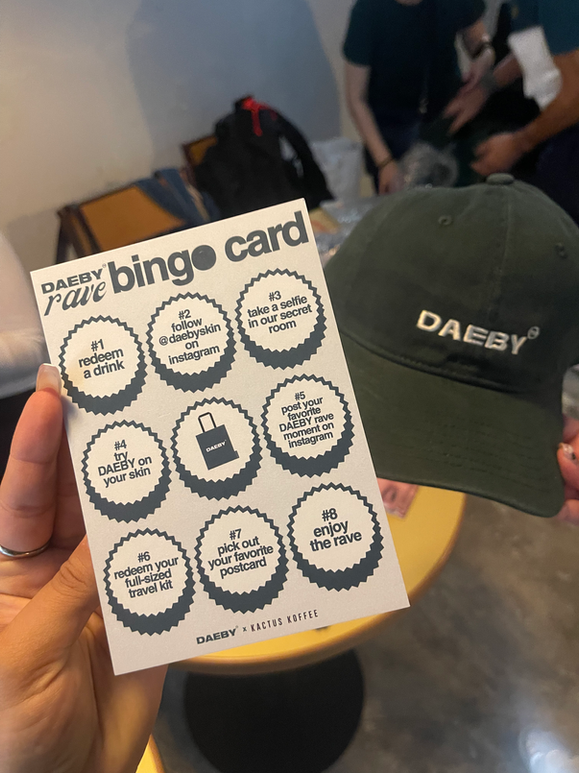 DAEBY®
rave bingo card
#1
redeem
a drink
#2
follow
@daebyskin
on
instagram
#3
take a selfie
in our secret
room
#4
try
DAEBY on
your skin
DAEBY
#5
post your
favorite
DAEBY rave
moment on
instagram
#6
redeem your
full-sized
travel kit
#7
pick out
your favorite
postcard
#8
enjoy
the rave
DAEBY® x KACTUS KOFFEE
DAEBY